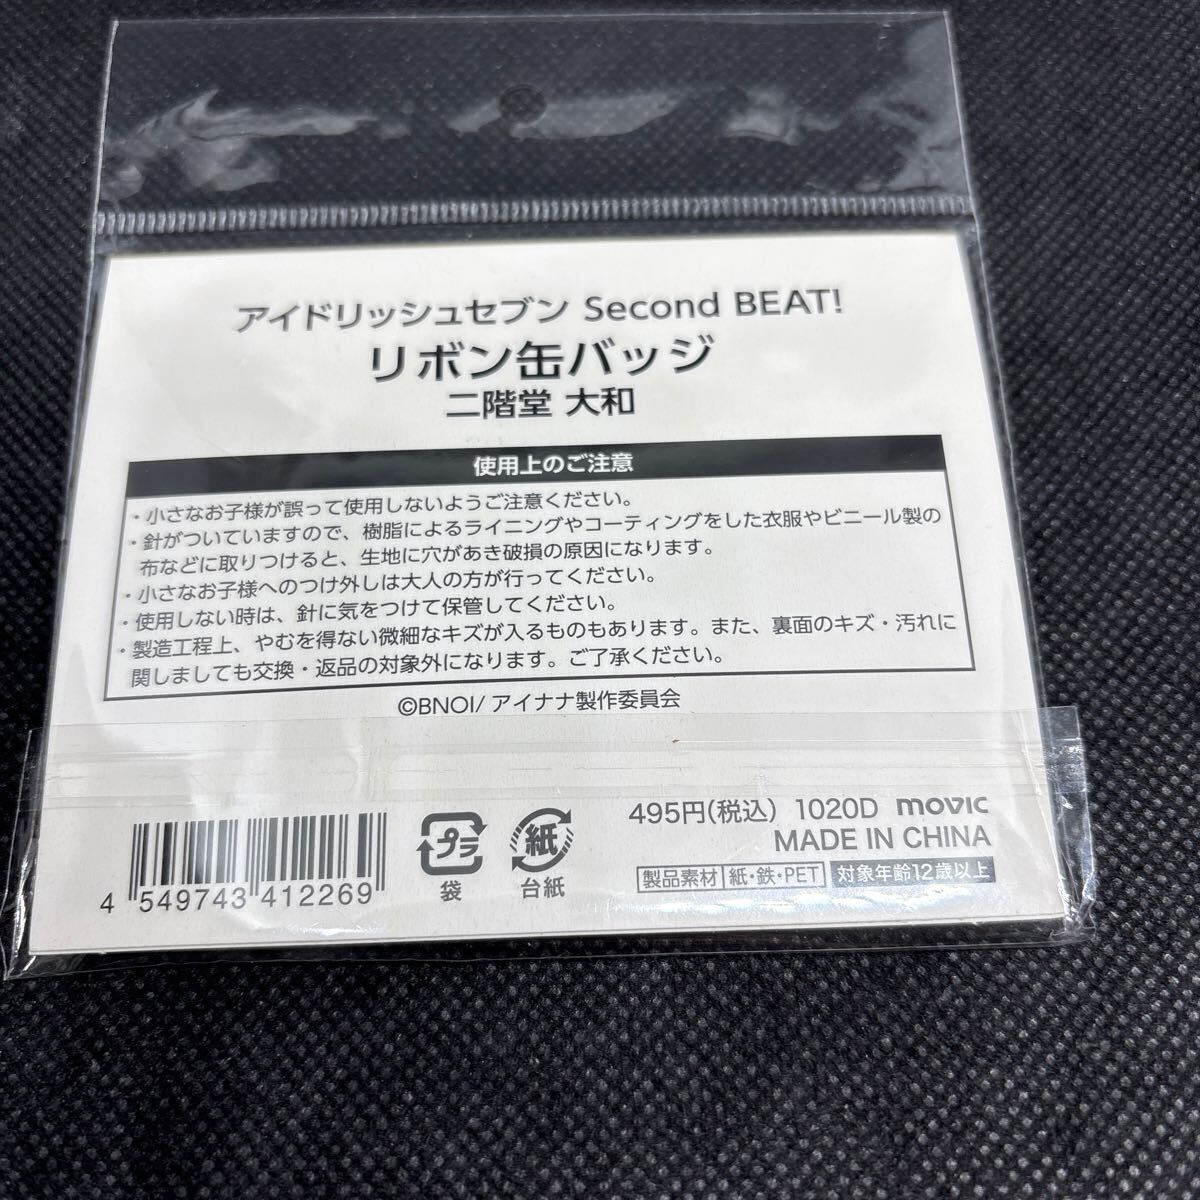 アイドリッシュセブン Second BEAT!
リボン缶バッジ
二階堂 大和
使用上のご注意
・小さなお子様が誤って使用しないようご注意ください。
・針がついていますので、樹脂によるライニングやコーティングをした衣服やビニール製の
布などに取りつけると、生地に穴があき破損の原因になります。
・小さなお子様へのつけ外しは大人の方が行ってください。
・使用しない時は、針に気をつけて保管してください。
・製造工程上、やむを得ない微細なキズが入るものもあります。また、裏面のキズ・汚れに
関しましても交換・返品の対象外になります。ご了承ください。
©BNOI/アイナナ製作委員会
495円(税込) 1020D movic
MADE IN CHINA
製品素材 紙・鉄・PET 対象年齢12歳以上
プラ
袋
紙
台紙
4 549743 412269